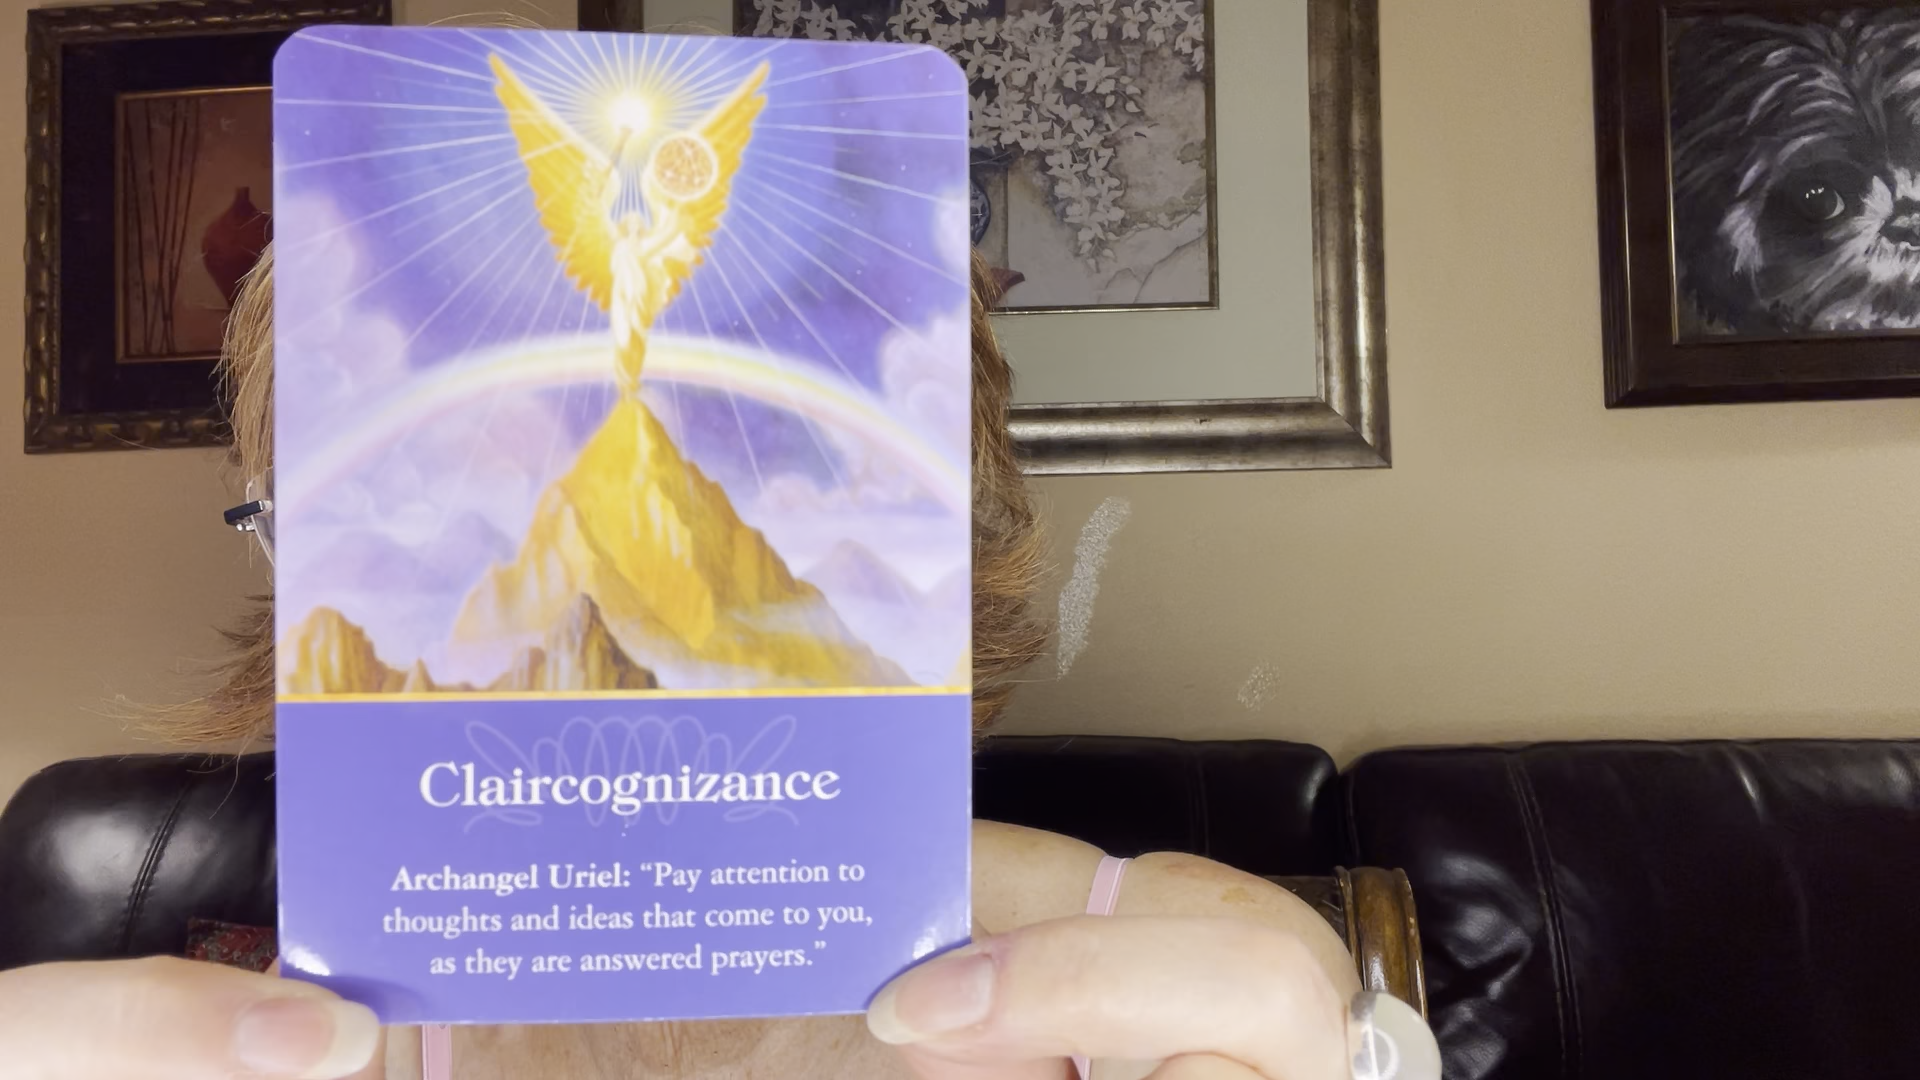 Claircognizance
Archangel Uriel: “Pay attention to
thoughts and ideas that come to you,
as they are answered prayers.”